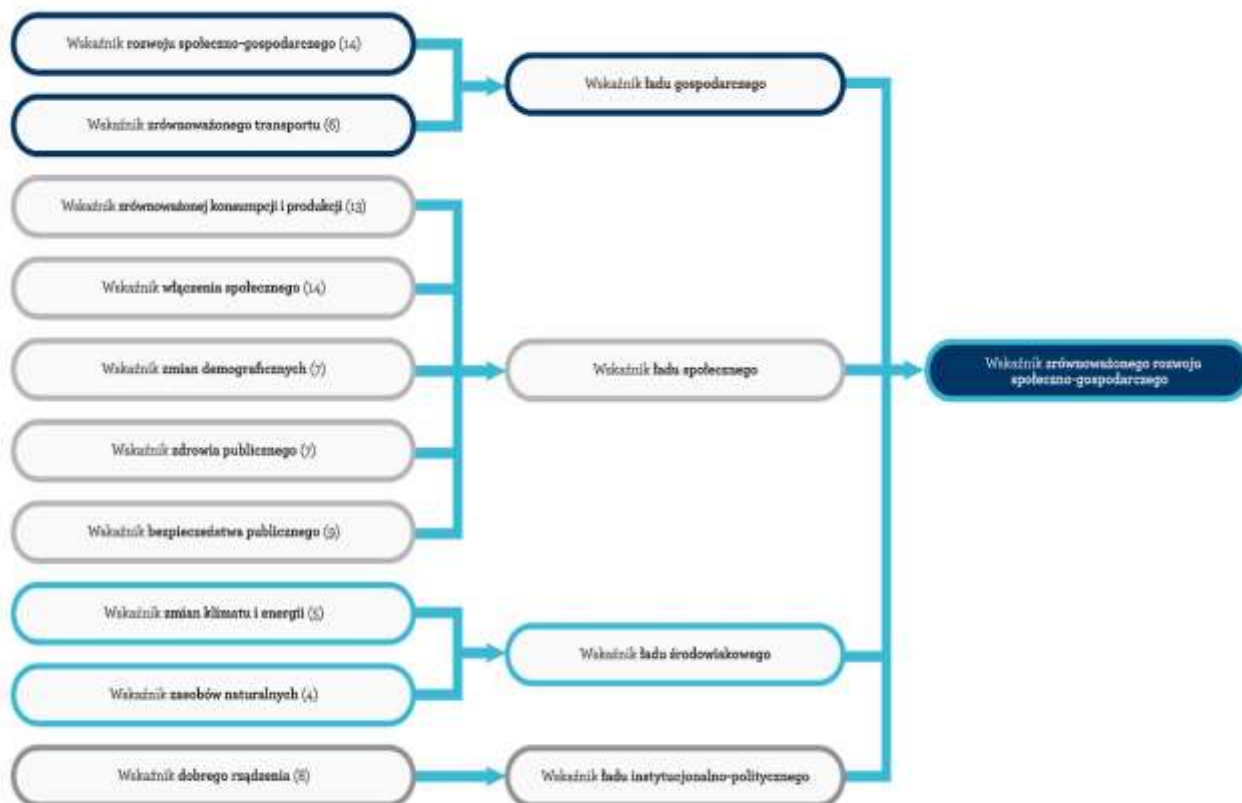 Wskaźnik rozwoju społeczno-gospodarczego (14)
Wskaźnik zrównoważonego transportu (6)
Wskaźnik zrównoważonej konsumpcji i produkcji (13)
Wskaźnik włączenia społecznego (14)
Wskaźnik zmian demograficznych (7)
Wskaźnik zdrowia publicznego (7)
Wskaźnik bezpieczeństwa publicznego (9)
Wskaźnik zmian klimatu i energii (5)
Wskaźnik zasobów naturalnych (4)
Wskaźnik dobrego rządzenia (6)
Wskaźnik ładu gospodarczego
Wskaźnik ładu społecznego
Wskaźnik ładu środowiskowego
Wskaźnik ładu instytucjonalno-politycznego
Wskaźnik zrównoważonego rozwoju
społeczno-gospodarczego